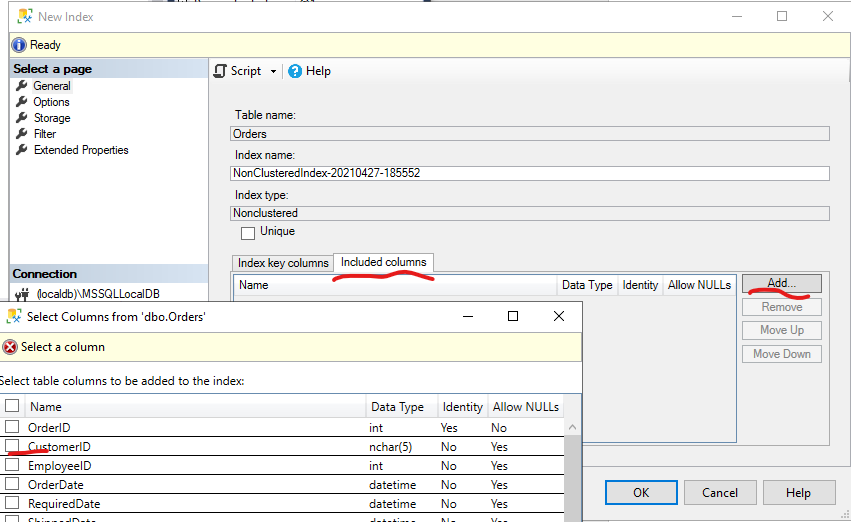 New Index
Ready
Select a page
General
Options
Storage
Filter
Extended Properties
Script Help
Table name:
Orders
Index name:
NonClusteredIndex-20210427-185552
Index type:
Nonclustered
Unique
Index key columns Included columns
Name Data Type Identity Allow NULLs
Add...
Remove
Move Up
Move Down
Connection
(localdb)\MSSQLLocalDB
Select Columns from 'dbo.Orders'
Select a column
Select table columns to be added to the index:
Name Data Type Identity Allow NULLs
OrderID int Yes No
CustomerID nchar(5) No Yes
EmployeeID int No Yes
OrderDate datetime No Yes
RequiredDate datetime No Yes
ShippedDate datetime No Yes
OK Cancel Help